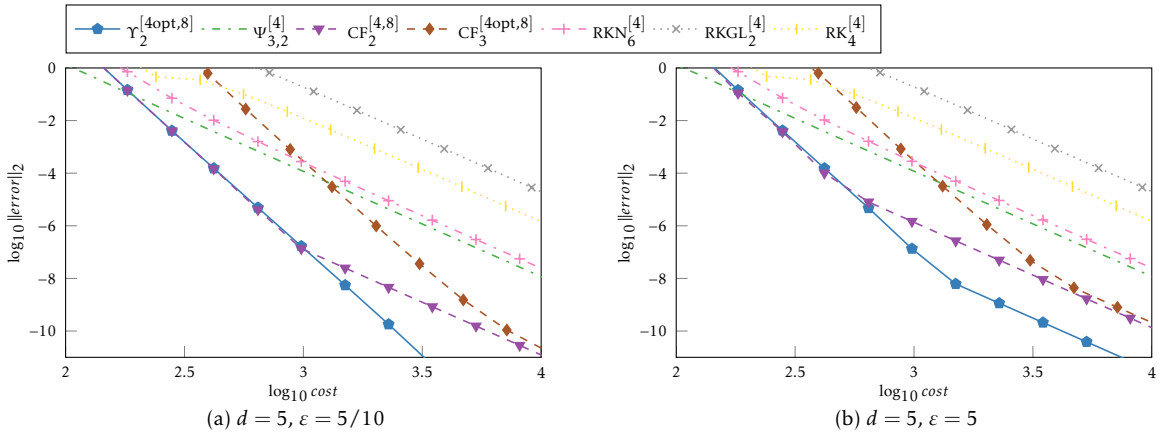 ϒ₂^[4opt,8] Ψ₃,₂^[4] CF₂^[4,8] CF₃^[4opt,8] RKN₆^[4] RKGL₂^[4] RK₄^[4]
0
−2
−4
−6
−8
−10
log₁₀ ‖error‖₂
2 2.5 3 3.5 4
log₁₀ cost
(a) d = 5, ε = 5/10
0
−2
−4
−6
−8
−10
log₁₀ ‖error‖₂
2 2.5 3 3.5 4
log₁₀ cost
(b) d = 5, ε = 5